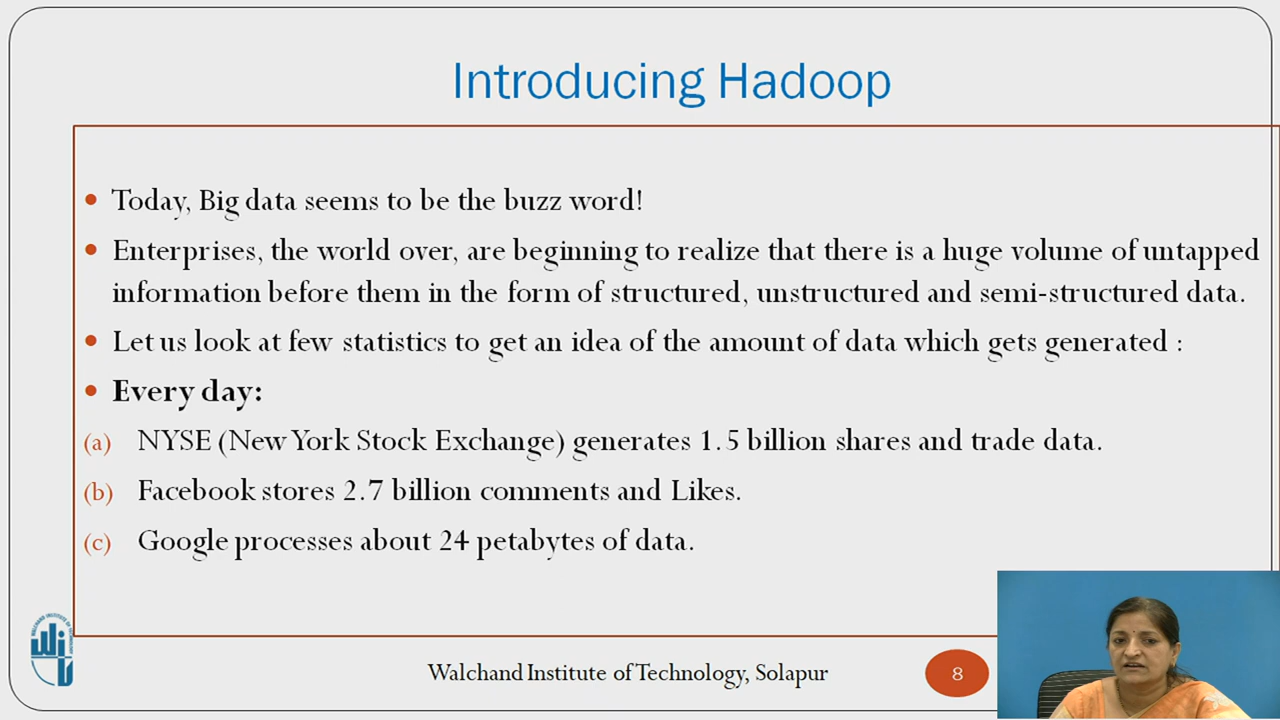 Introducing Hadoop
• Today, Big data seems to be the buzz word!
• Enterprises, the world over, are beginning to realize that there is a huge volume of untapped
information before them in the form of structured, unstructured and semi-structured data.
• Let us look at few statistics to get an idea of the amount of data which gets generated :
• Every day:
(a) NYSE (New York Stock Exchange) generates 1.5 billion shares and trade data.
(b) Facebook stores 2.7 billion comments and Likes.
(c) Google processes about 24 petabytes of data.
Walchand Institute of Technology, Solapur
8